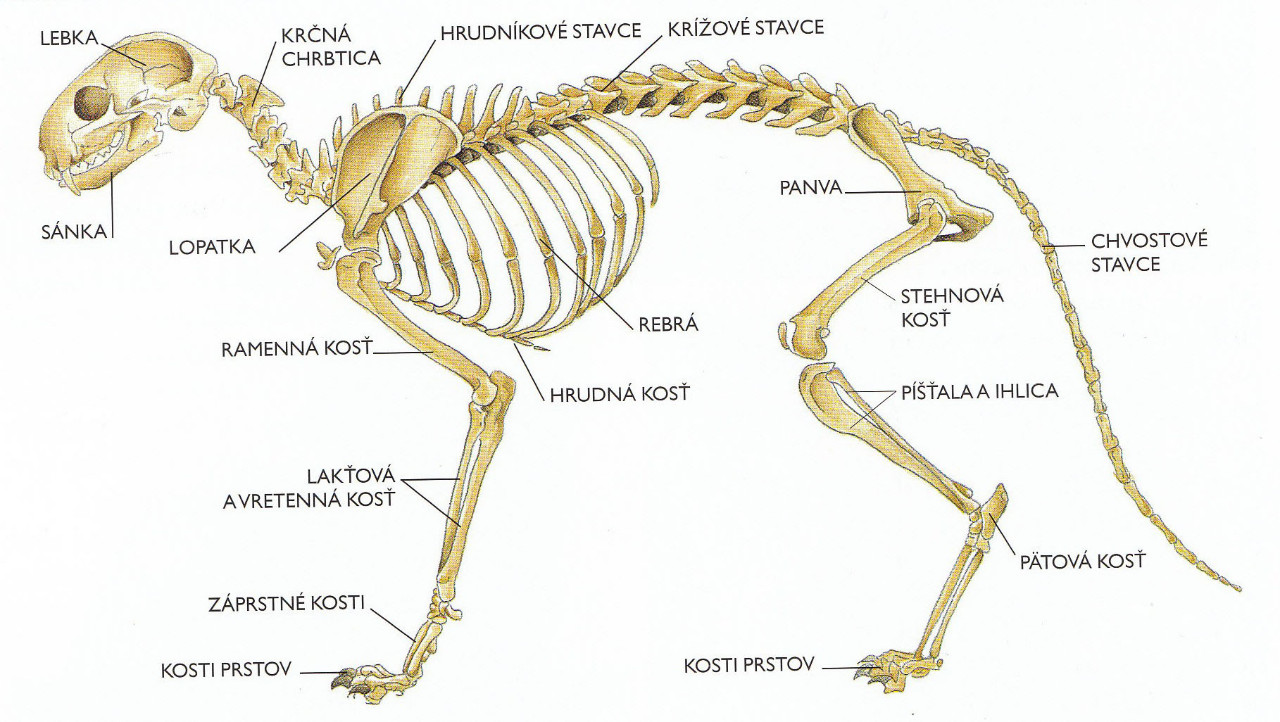 LEBKA
KRČNÁ
CHRBTICA
HRUDNÍKOVÉ STAVCE
KRÍŽOVÉ STAVCE
SÁNKA
LOPATKA
PANVA
CHVOSTOVÉ
STAVCE
STEHNOVÁ
KOSŤ
REBRÁ
RAMENNÁ KOSŤ
HRUDNÁ KOSŤ
PÍŠŤALA A IHLICA
LAKŤOVÁ
A VRETENNÁ KOSŤ
PÄTOVÁ KOSŤ
ZÁPRSTNÉ KOSTI
KOSTI PRSTOV
KOSTI PRSTOV